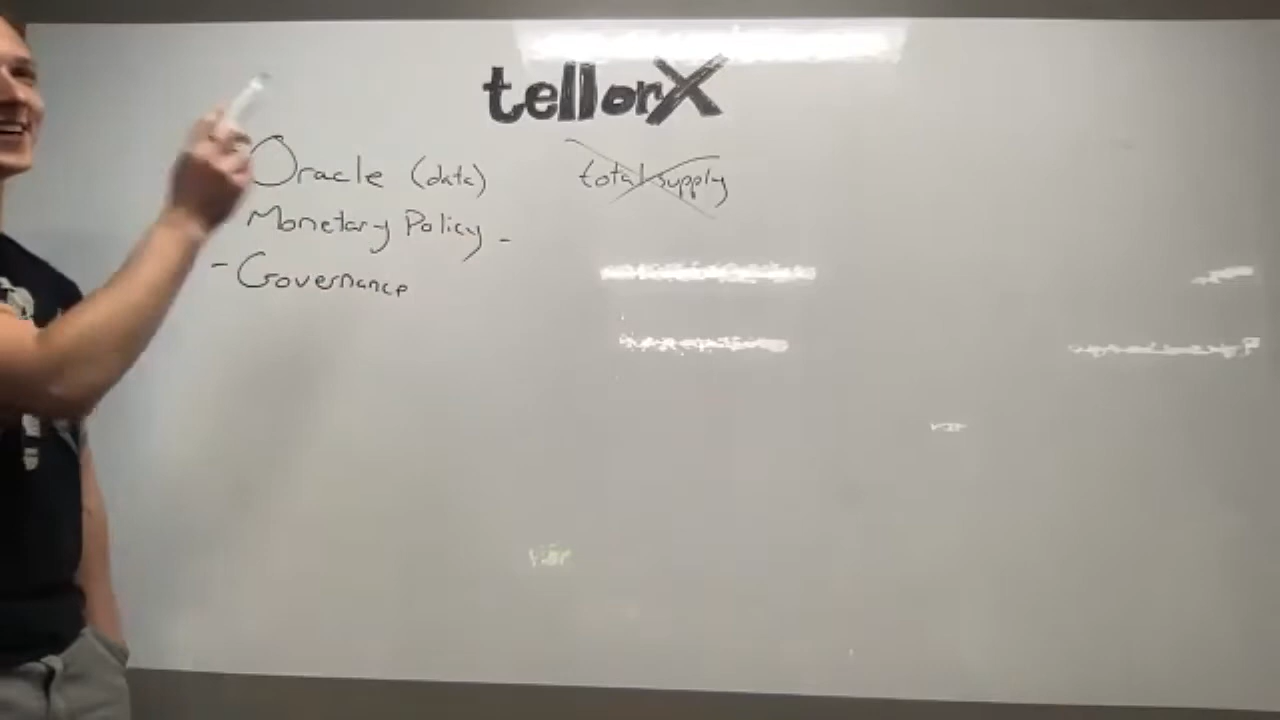 tellorX
Oracle (data)
total supply
Monetary Policy -
- Governance